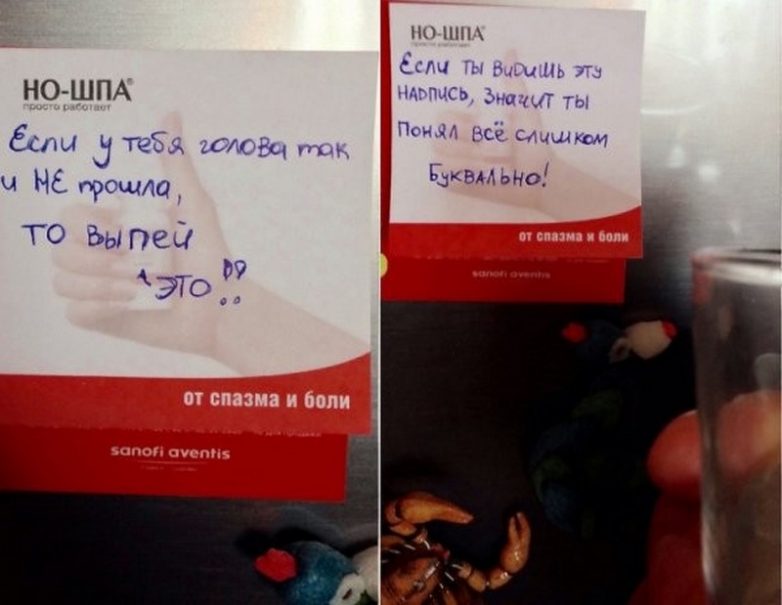 НО-ШПА®
просто работает
Если у тебя голова так
и НЕ прошла,
ТО Выпей
^ЭТО!!
от спазма и боли
sanofi aventis
НО-ШПА®
просто работает
Если ты видишь эту
надпись, значит ты
понял всё слишком
буквально!
от спазма и боли
sanofi aventis